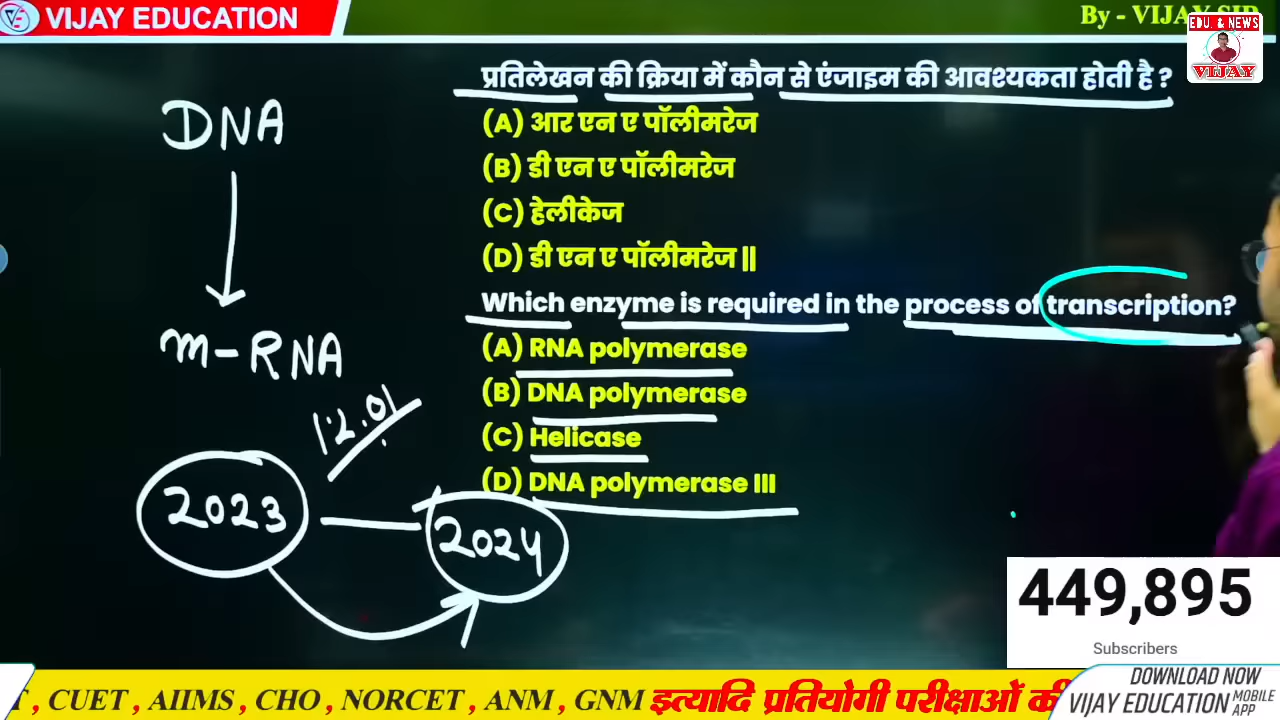 VIJAY EDUCATION
By - VIJAY SIR
EDU. & NEWS
VIJAY
प्रतिलेखन की क्रिया में कौन से एंजाइम की आवश्यकता होती है ?
(A) आर एन ए पॉलीमरेज
(B) डी एन ए पॉलीमरेज
(C) हेलीकेज
(D) डी एन ए पॉलीमरेज ||
Which enzyme is required in the process of transcription?
(A) RNA polymerase
(B) DNA polymerase
(C) Helicase
(D) DNA polymerase III
DNA
m-RNA
12.01
2023
2024
449,895
Subscribers
, CUET , AIIMS , CHO , NORCET , ANM , GNM इत्यादि प्रतियोगी परीक्षाओं की
DOWNLOAD NOW
VIJAY EDUCATION MOBILE APP